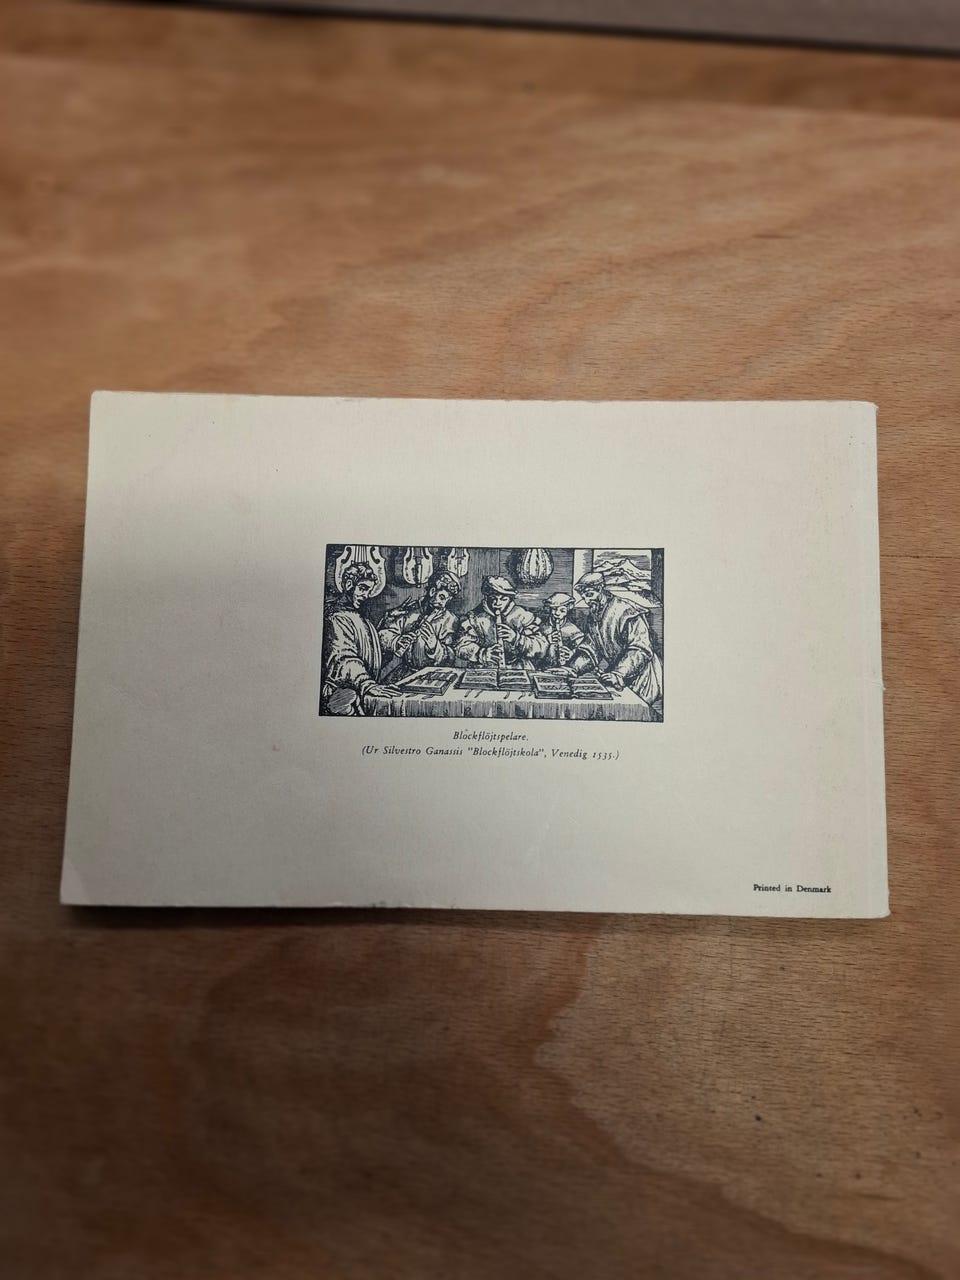 Blockflöjtspelare.
(Ur Silvestro Ganassis "Blockflöjtskola", Venedig 1535.)
Printed in Denmark